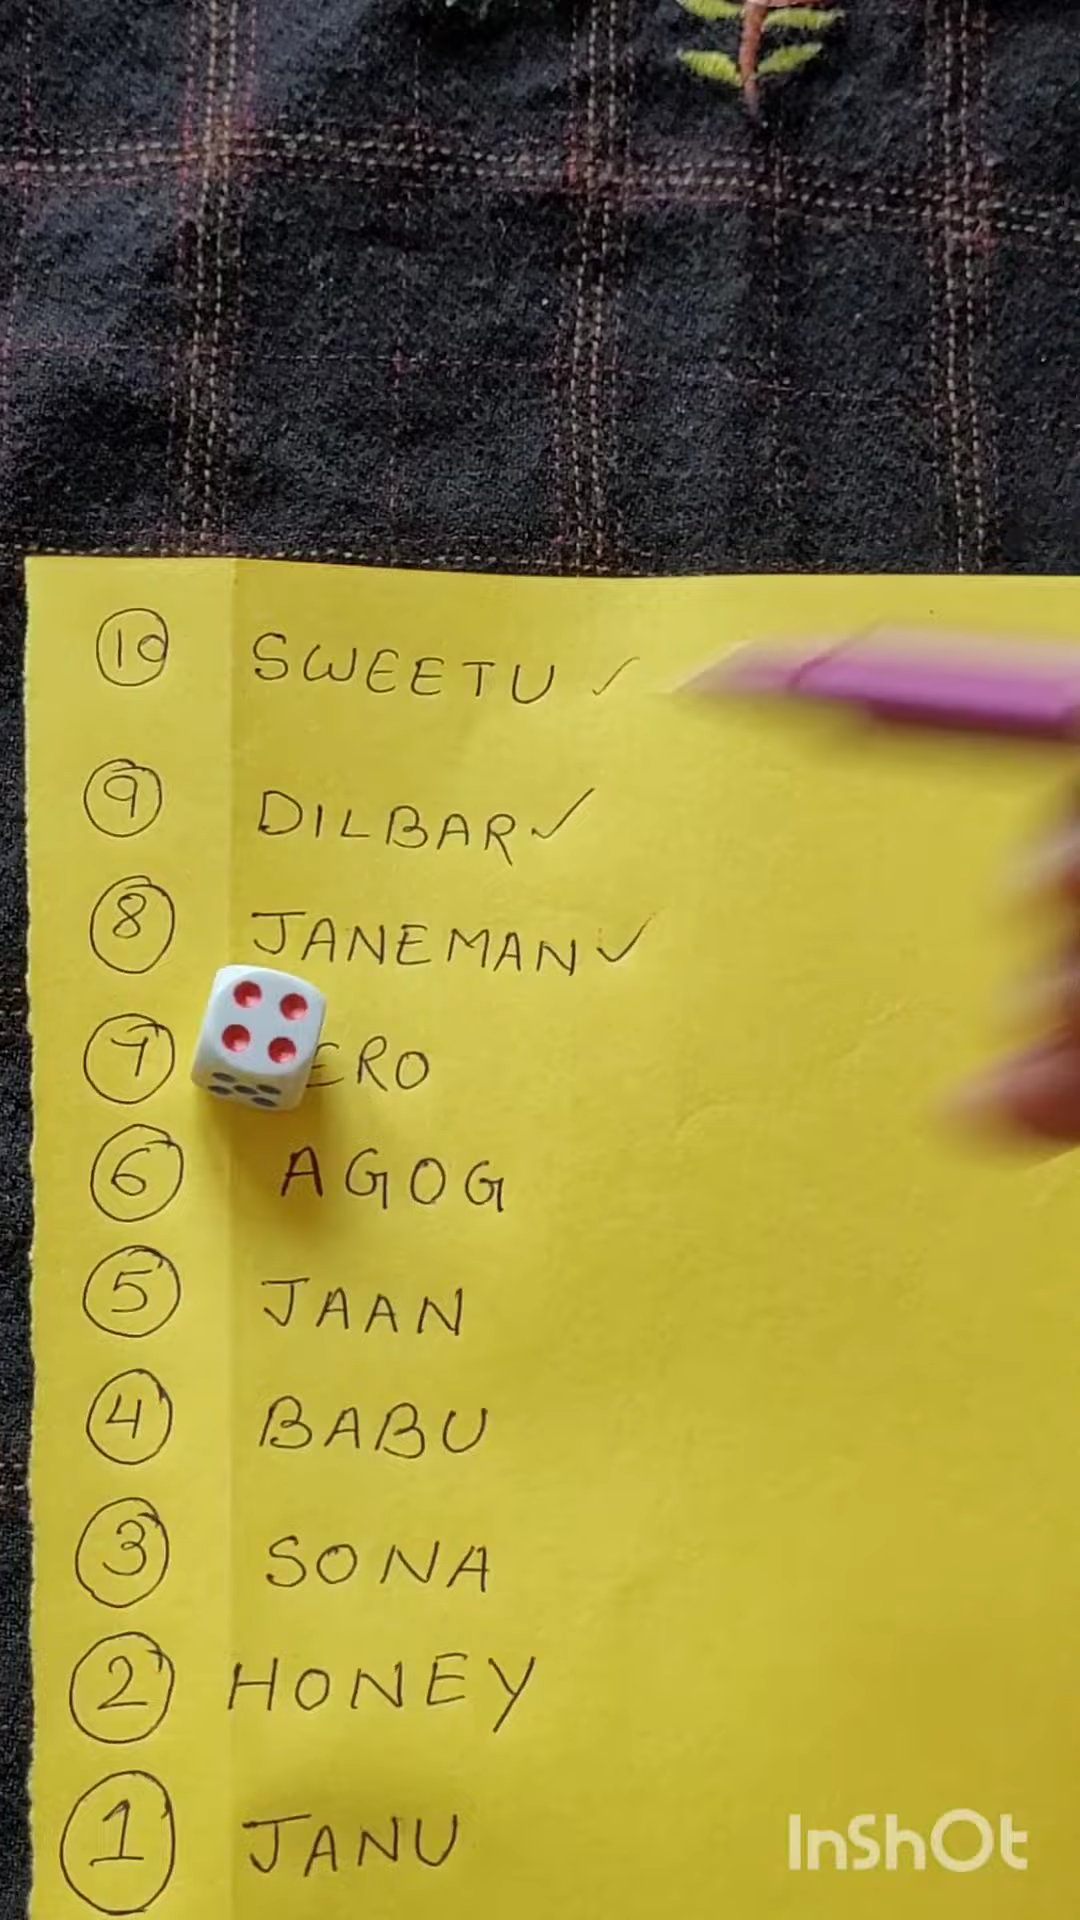 10 SWEETU ✓
9 DILBAR ✓
8 JANEMAN ✓
7 ERO
6 AGOG
5 JAAN
4 BABU
3 SONA
2 HONEY
1 JANU
InShOt